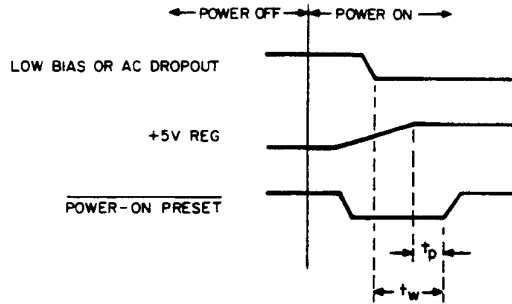 POWER OFF POWER ON
LOW BIAS OR AC DROPOUT
+5V REG
POWER-ON PRESET
tp
tw